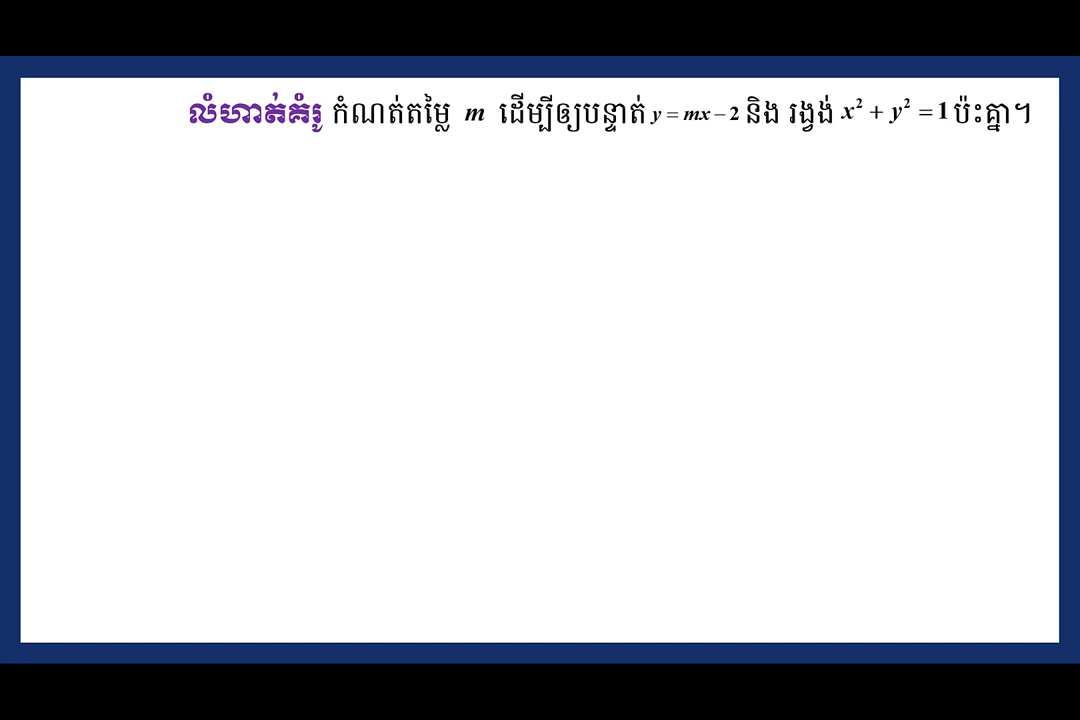 លំហាត់គំរូ កំណត់តម្លៃ m ដើម្បីឲ្យបន្ទាត់ y = mx − 2 និង រង្វង់ x² + y² = 1 ប៉ះគ្នា។